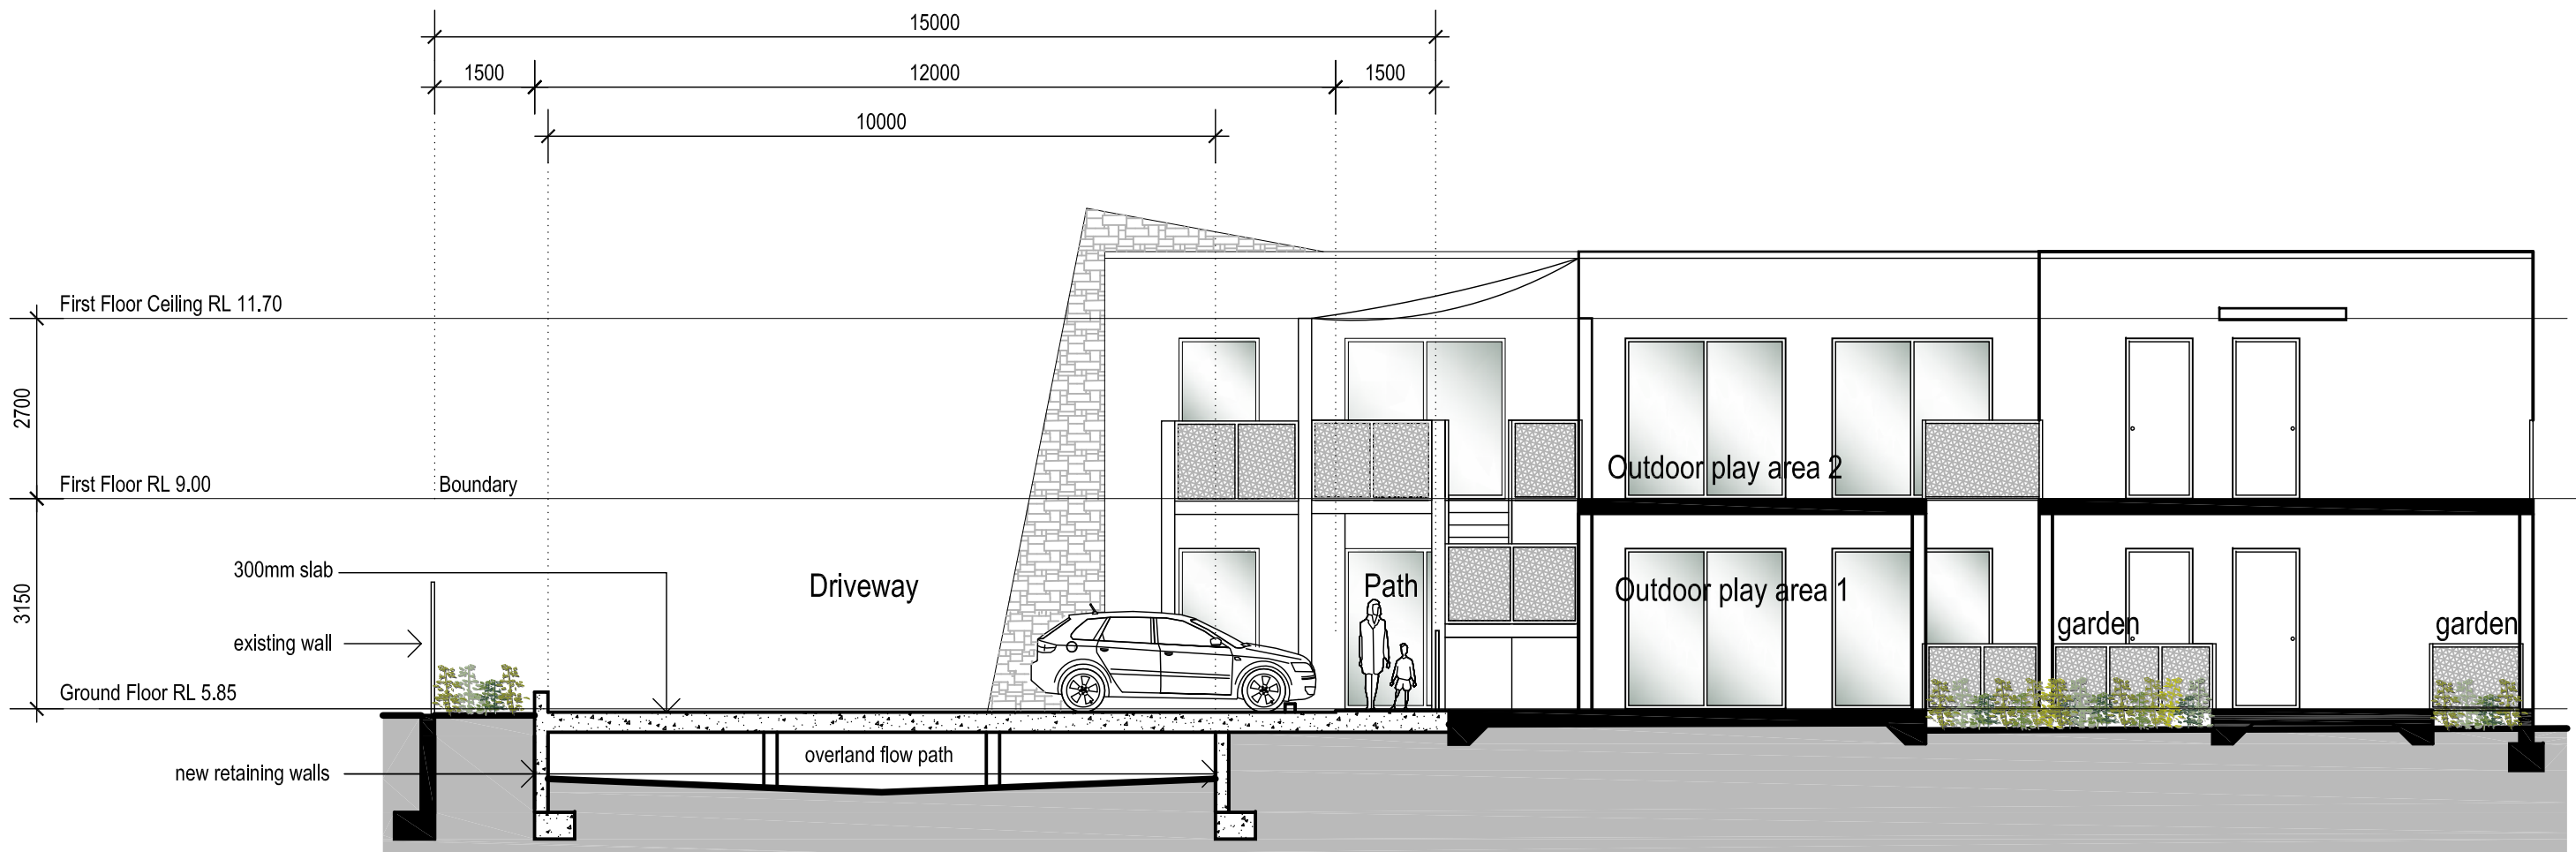 15000
1500
12000
1500
10000
First Floor Ceiling RL 11.70
2700
First Floor RL 9.00
Boundary
Outdoor play area 2
3150
300mm slab
Driveway
Path
Outdoor play area 1
existing wall
garden
garden
Ground Floor RL 5.85
overland flow path
new retaining walls